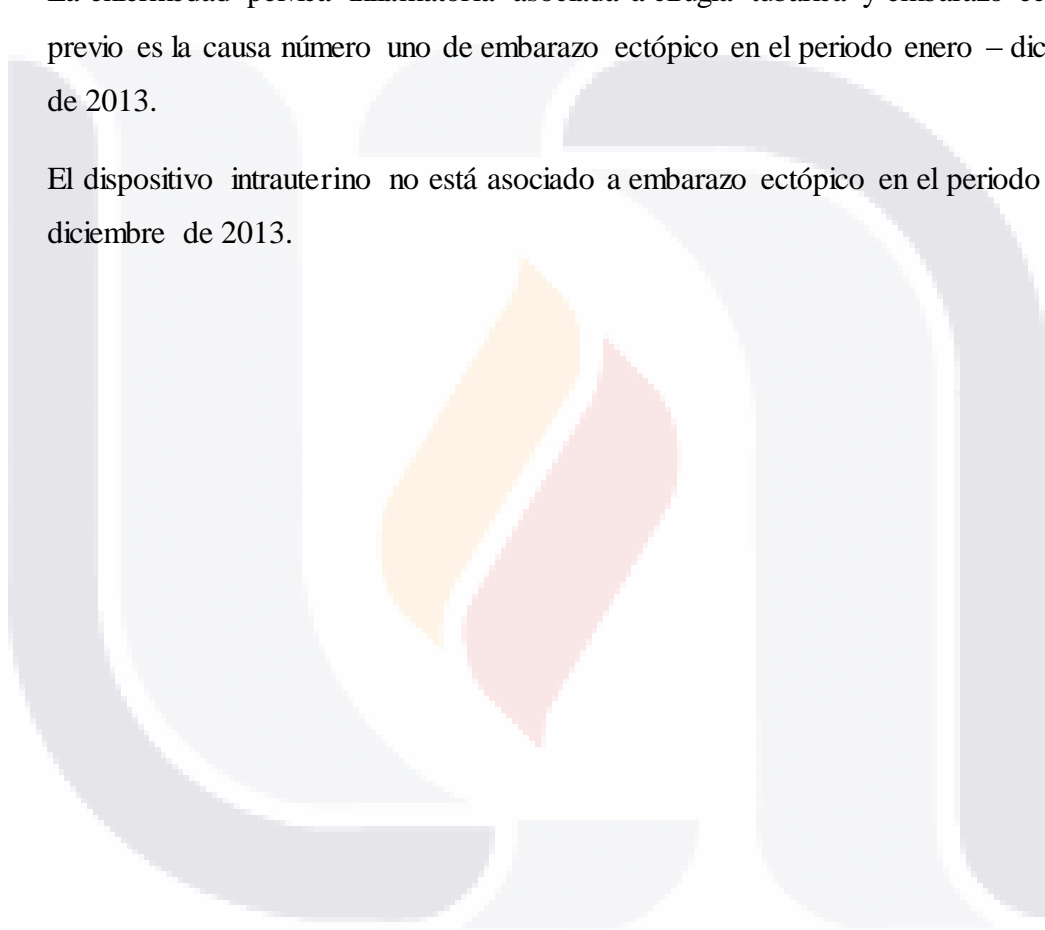 previo es la causa número uno de embarazo ectópico en el periodo enero – dic
de 2013.
El dispositivo intrauterino no está asociado a embarazo ectópico en el periodo
diciembre de 2013.